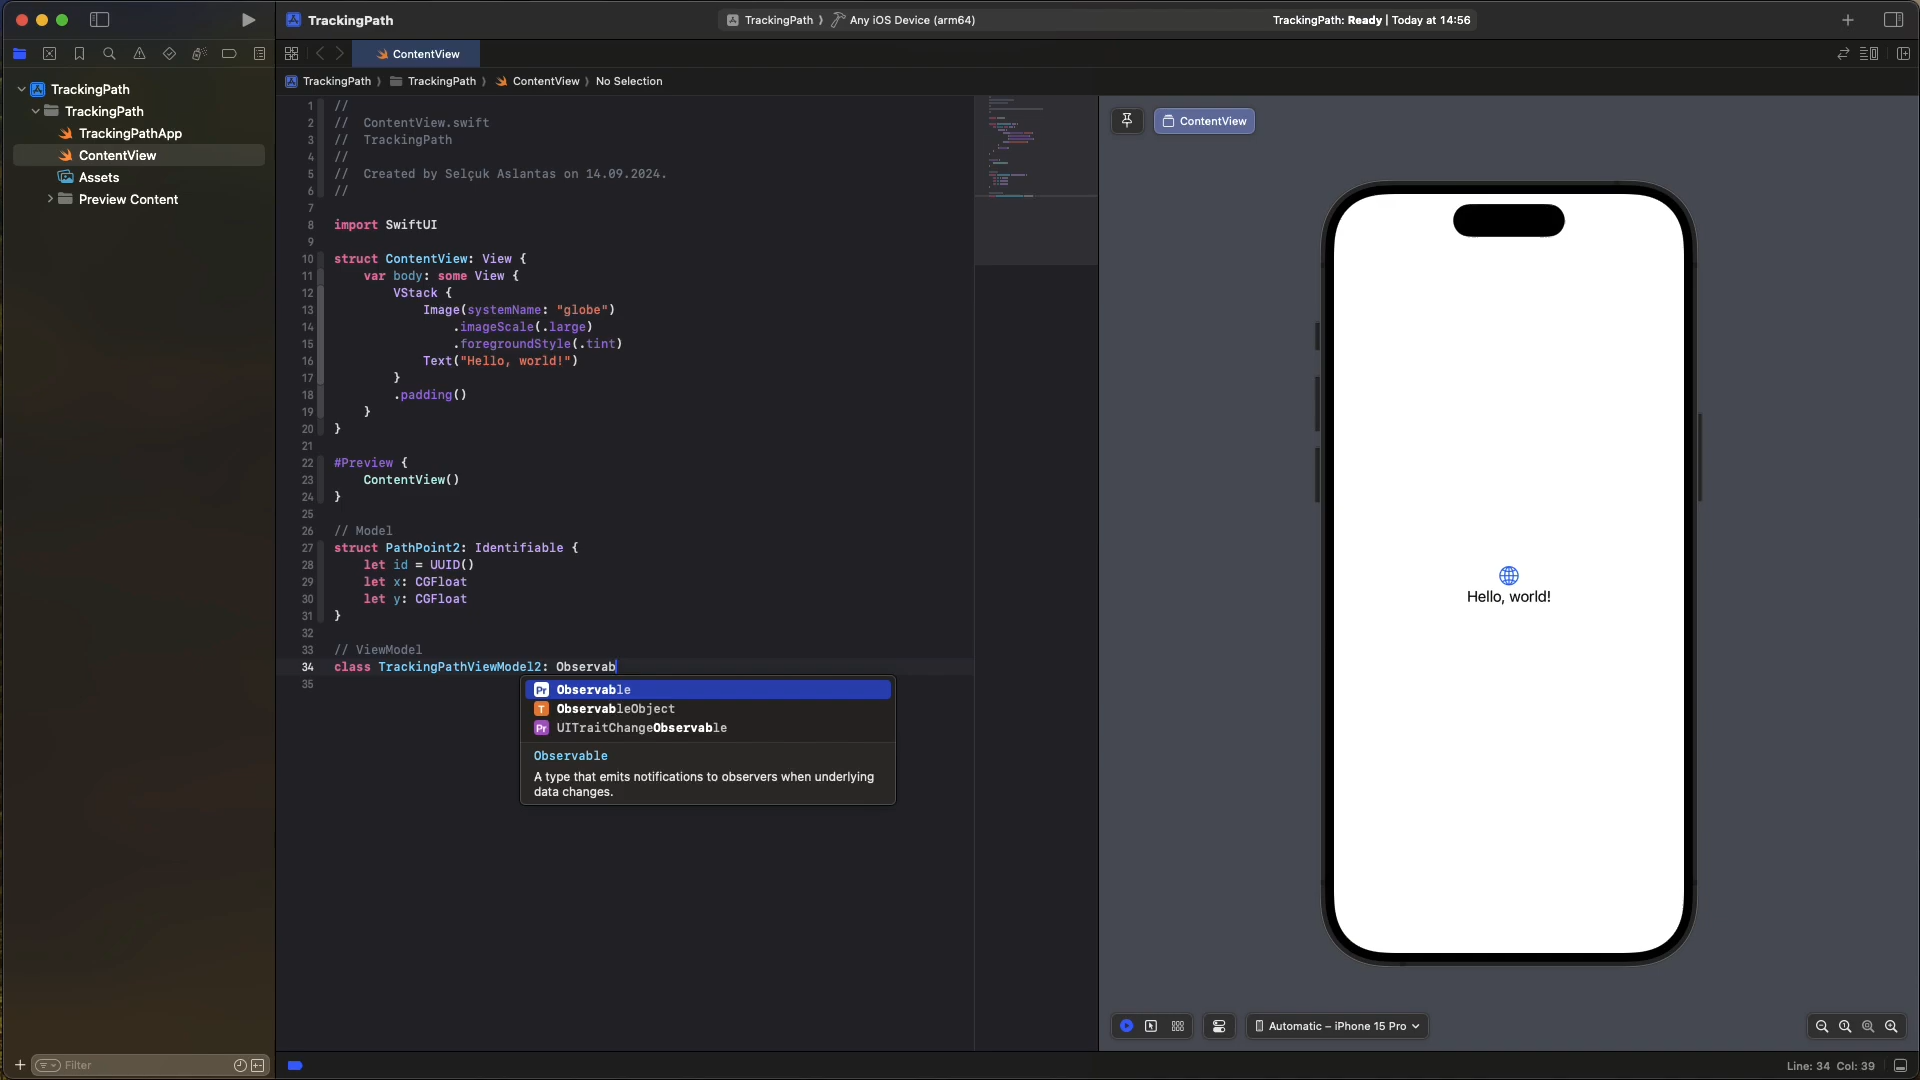 TrackingPath
TrackingPath 〉 Any iOS Device (arm64)
TrackingPath: Ready | Today at 14:56
ContentView
TrackingPath 〉 TrackingPath 〉 ContentView 〉 No Selection
TrackingPath
TrackingPath
TrackingPathApp
ContentView
Assets
Preview Content
1 //
2 //  ContentView.swift
3 //  TrackingPath
4 //
5 //  Created by Selçuk Aslantas on 14.09.2024.
6 //
7
8 import SwiftUI
9
10 struct ContentView: View {
11     var body: some View {
12         VStack {
13             Image(systemName: "globe")
14                 .imageScale(.large)
15                 .foregroundStyle(.tint)
16             Text("Hello, world!")
17         }
18         .padding()
19     }
20 }
21
22 #Preview {
23     ContentView()
24 }
25
26 // Model
27 struct PathPoint2: Identifiable {
28     let id = UUID()
29     let x: CGFloat
30     let y: CGFloat
31 }
32
33 // ViewModel
34 class TrackingPathViewModel2: Observab
35
Pr Observable
T ObservableObject
Pr UITraitChangeObservable
Observable
A type that emits notifications to observers when underlying
data changes.
ContentView
Hello, world!
Automatic – iPhone 15 Pro
Filter
Line: 34 Col: 39